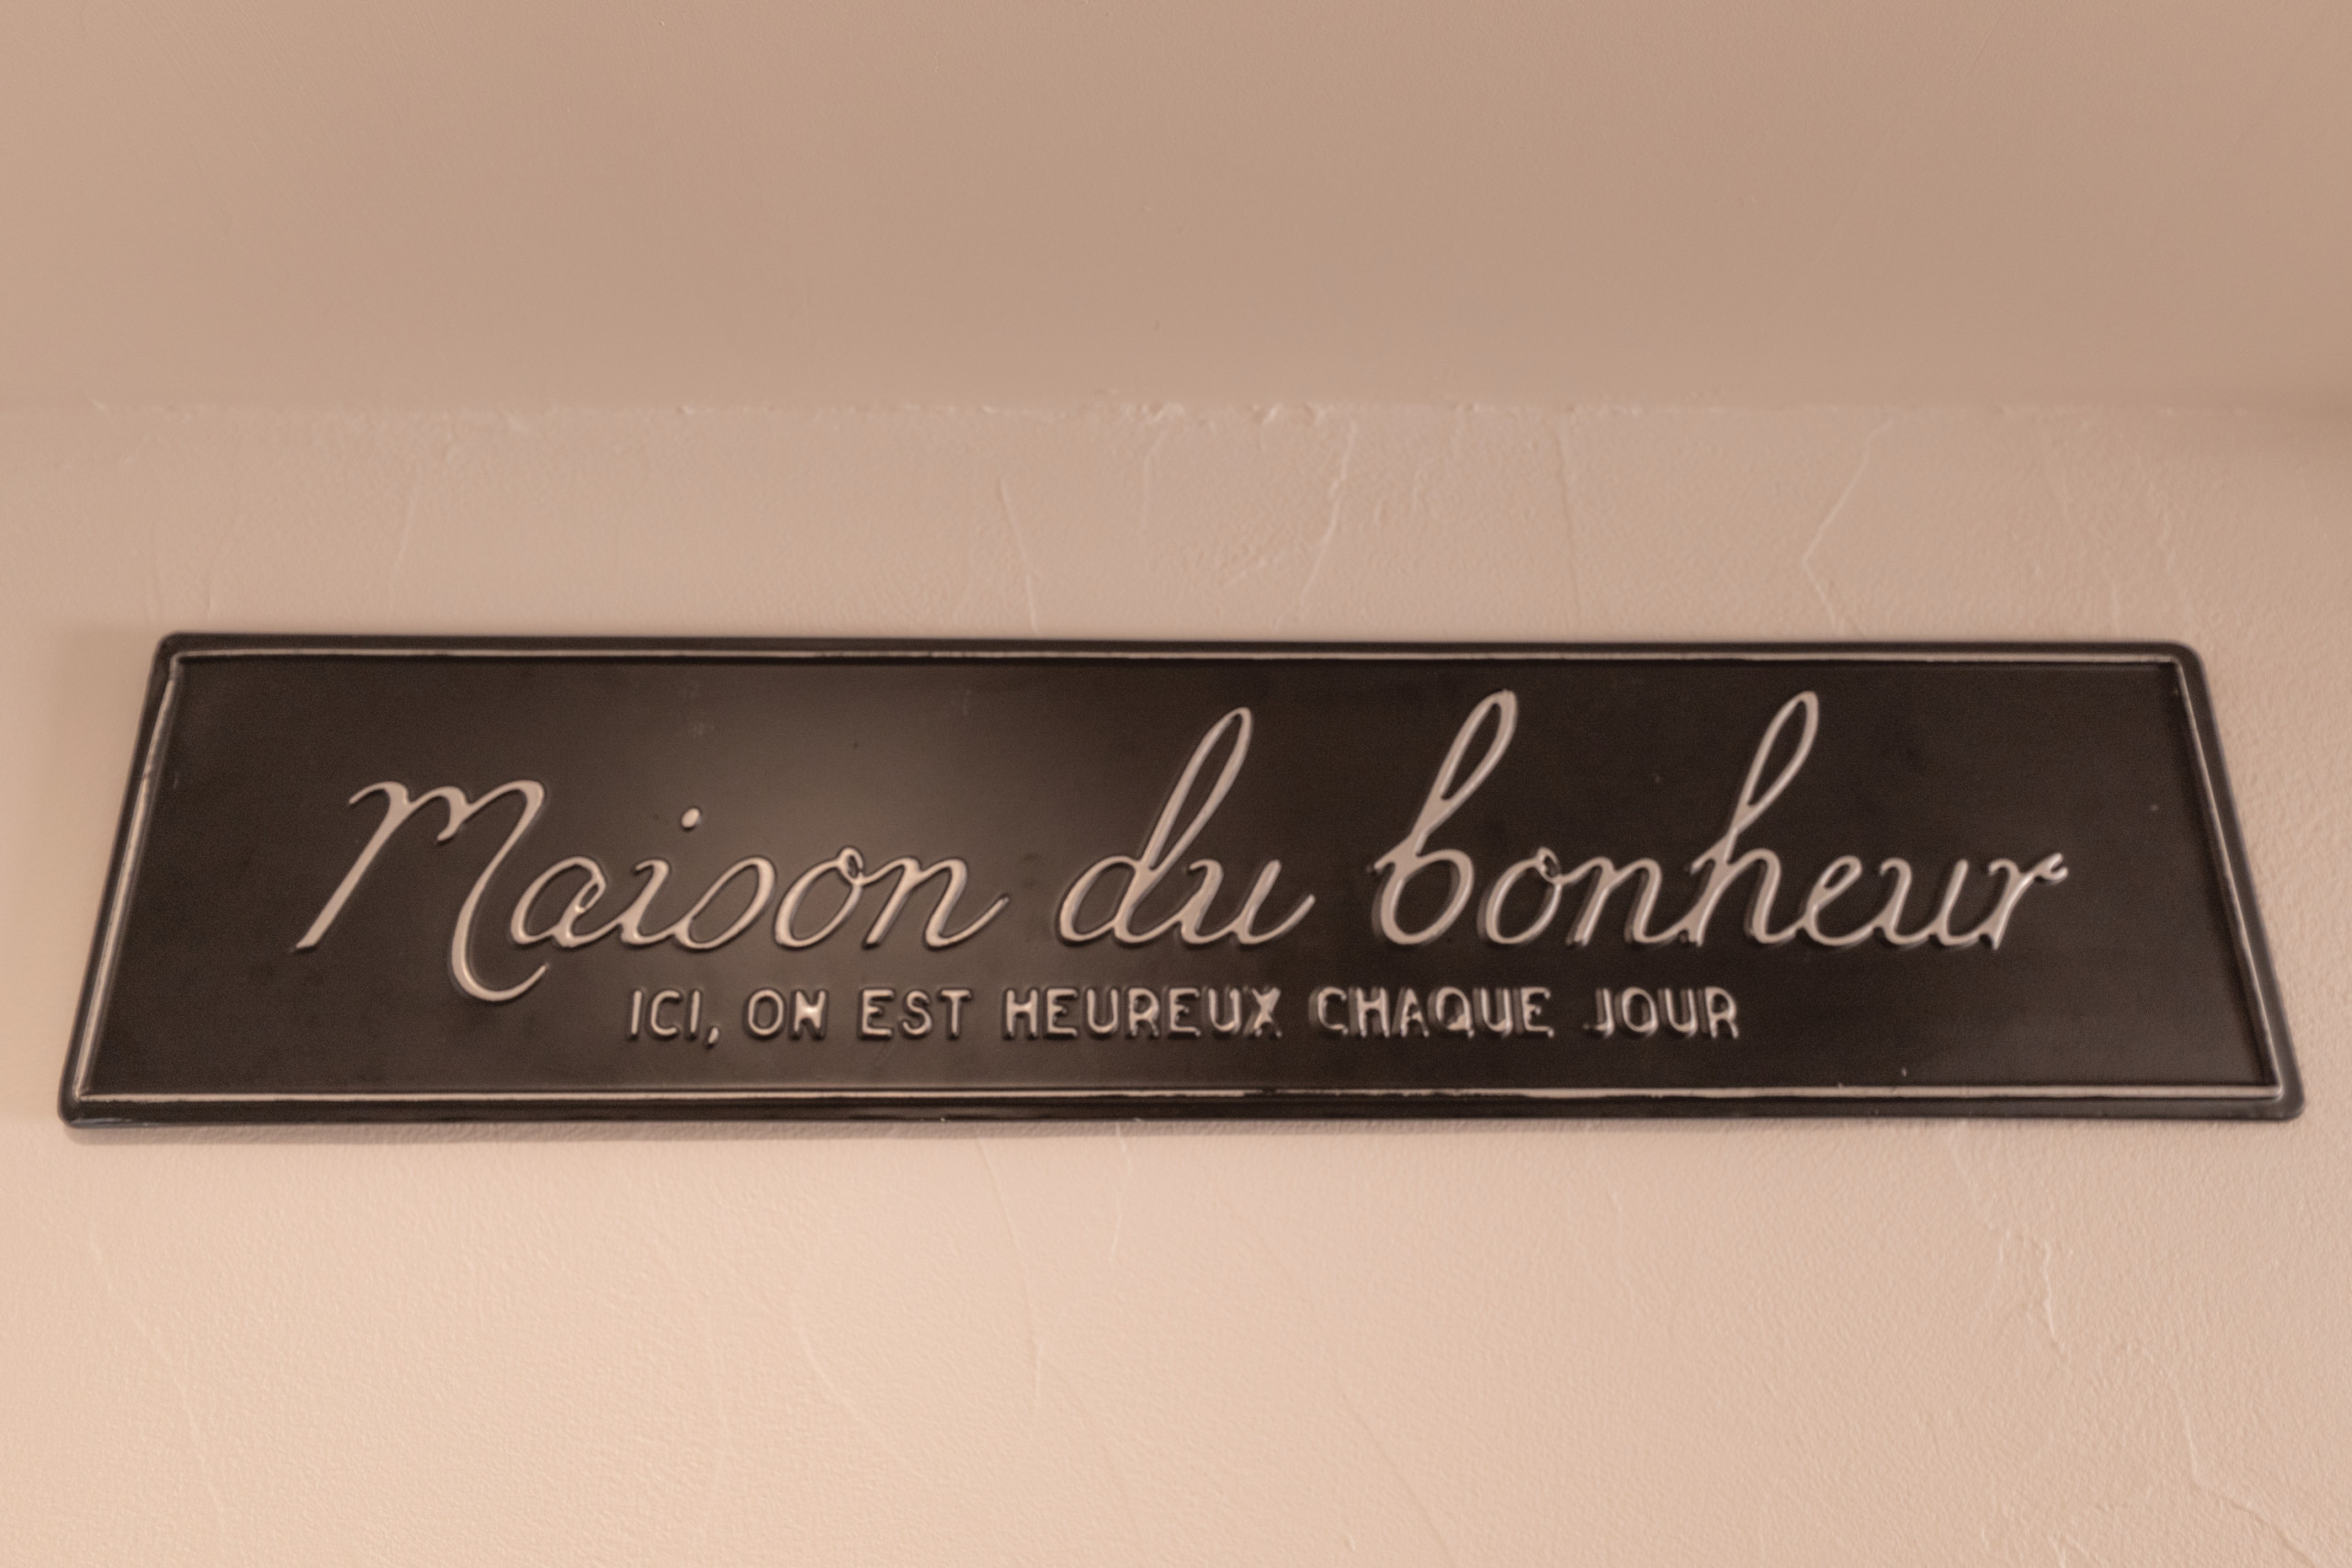 Maison du bonheur
ICI, ON EST HEUREUX CHAQUE JOUR